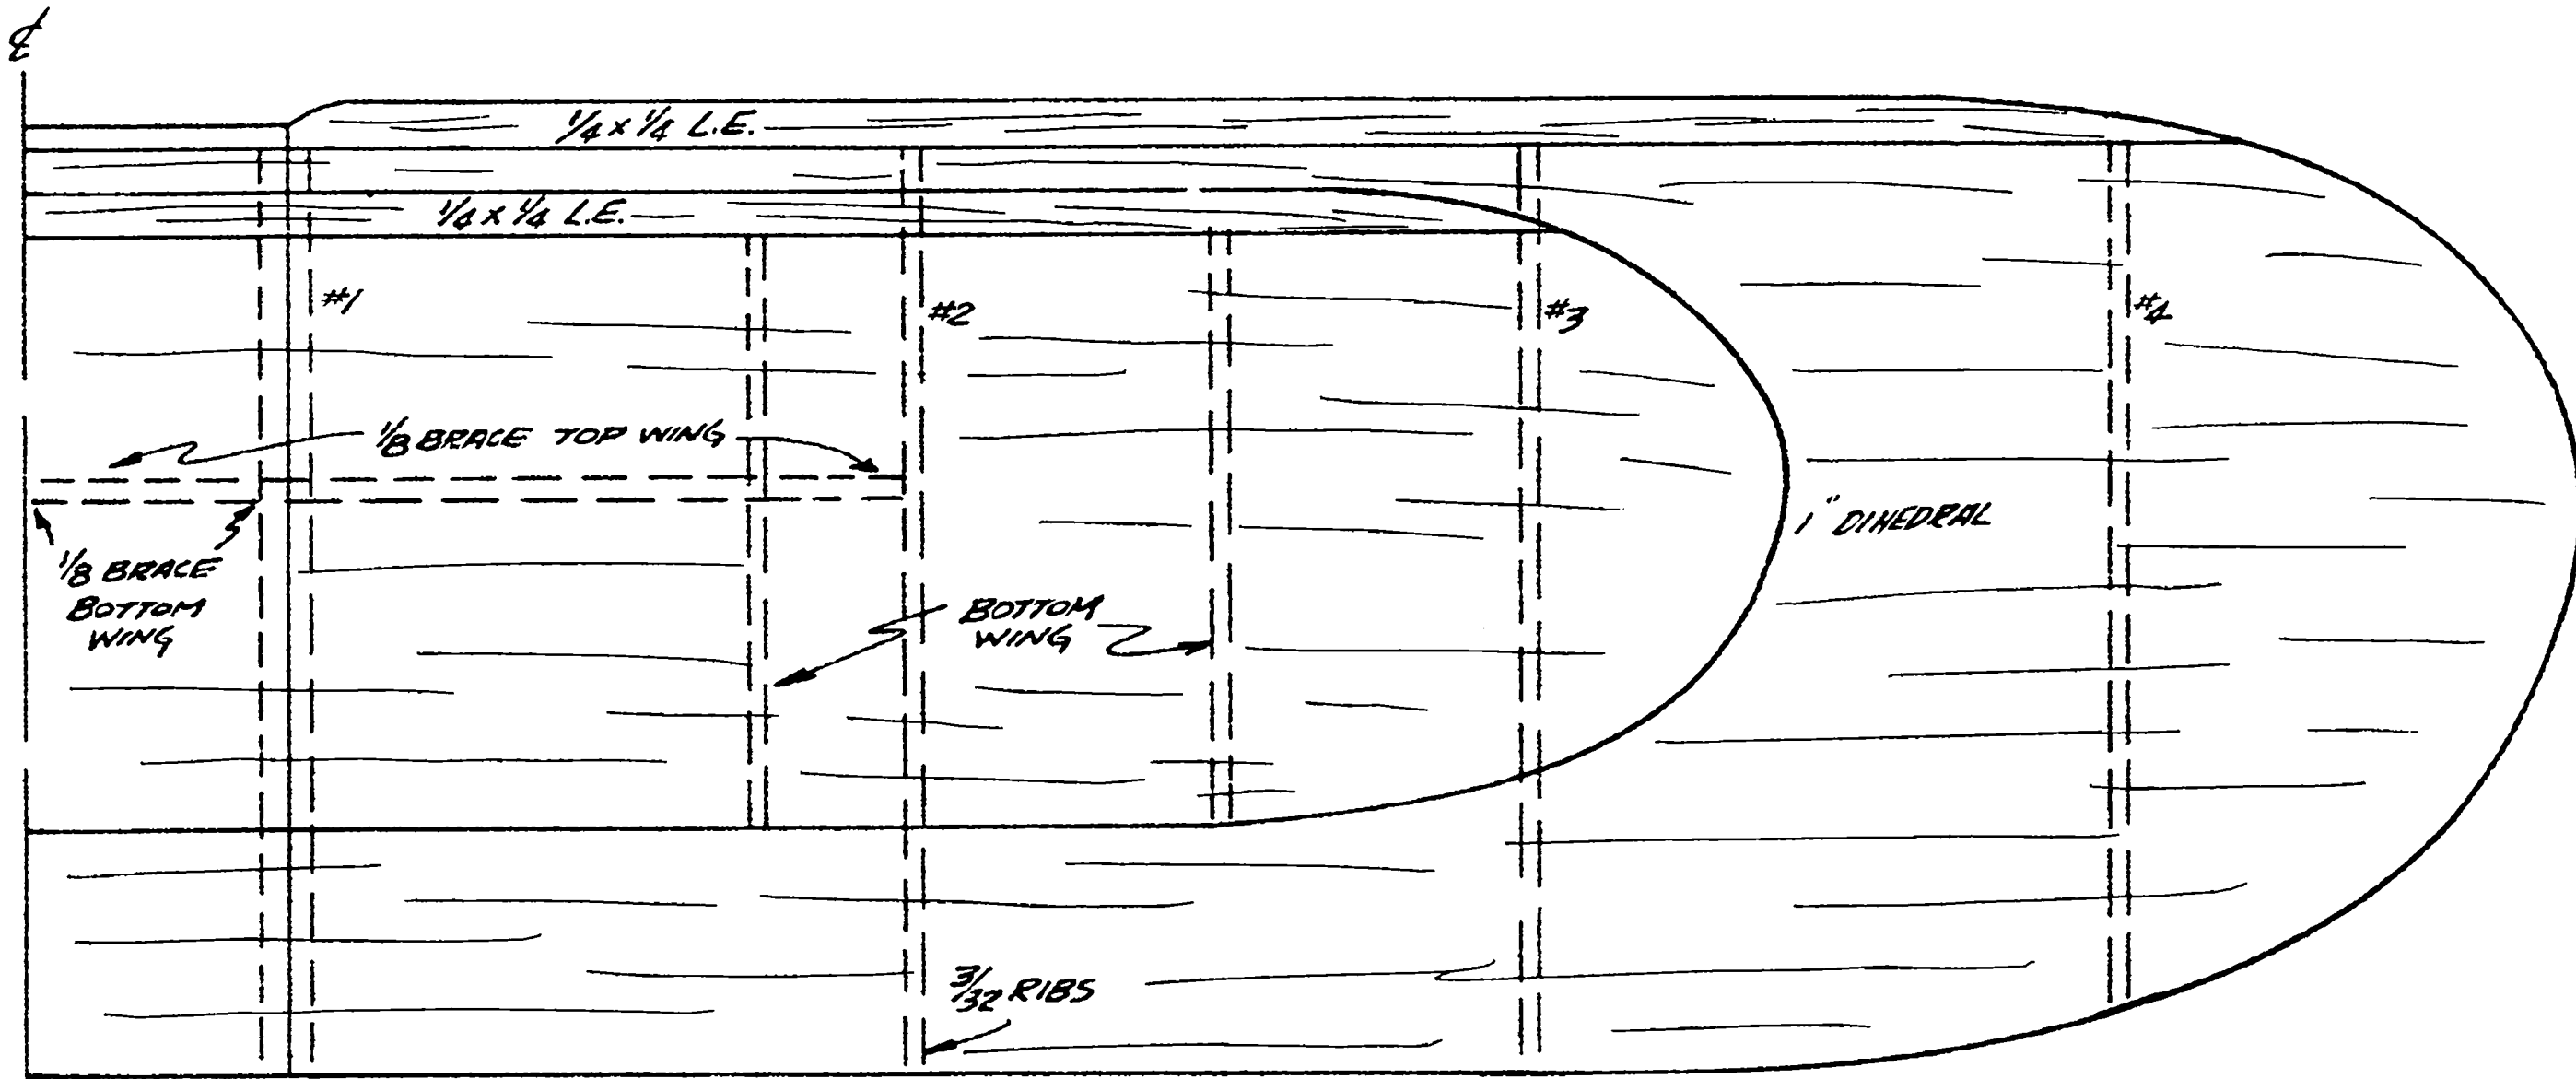 ℄
1/4 x 1/4 L.E.
1/4 x 1/4 L.E.
#1
#2
#3
#4
1/8 BRACE TOP WING
1" DIHEDRAL
1/8 BRACE
BOTTOM
WING
BOTTOM
WING
3/32 RIBS